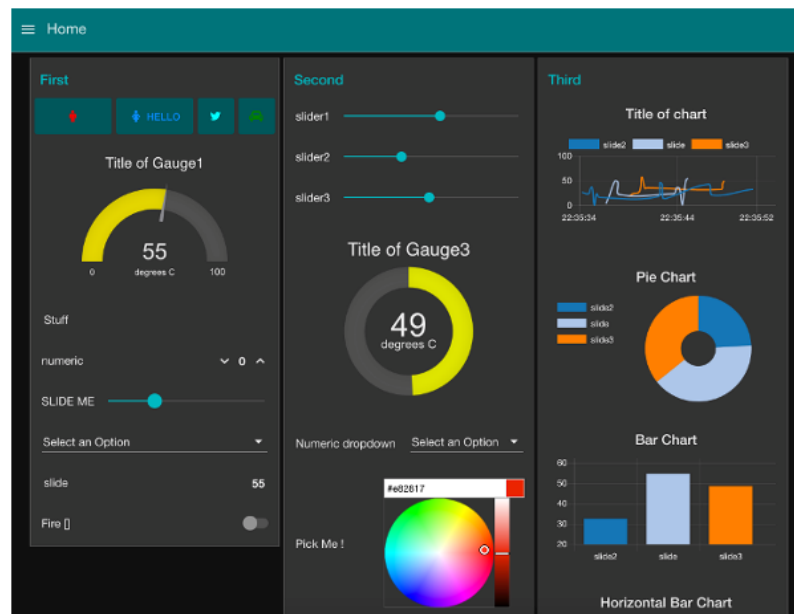 Home
First
HELLO
Title of Gauge1
55
degrees C
0
100
Stuff
numeric
0
SLIDE ME
Select an Option
slide 55
Fire []
Second
slider1
slider2
slider3
Title of Gauge3
49
degrees C
Numeric dropdown Select an Option
#e82617
Pick Me !
Third
Title of chart
slide2 slide slide3
100
50
0
22:35:34 22:35:44 22:35:52
Pie Chart
slide2
slide
slide3
Bar Chart
60
50
40
30
20
slide2 slide slide3
Horizontal Bar Chart